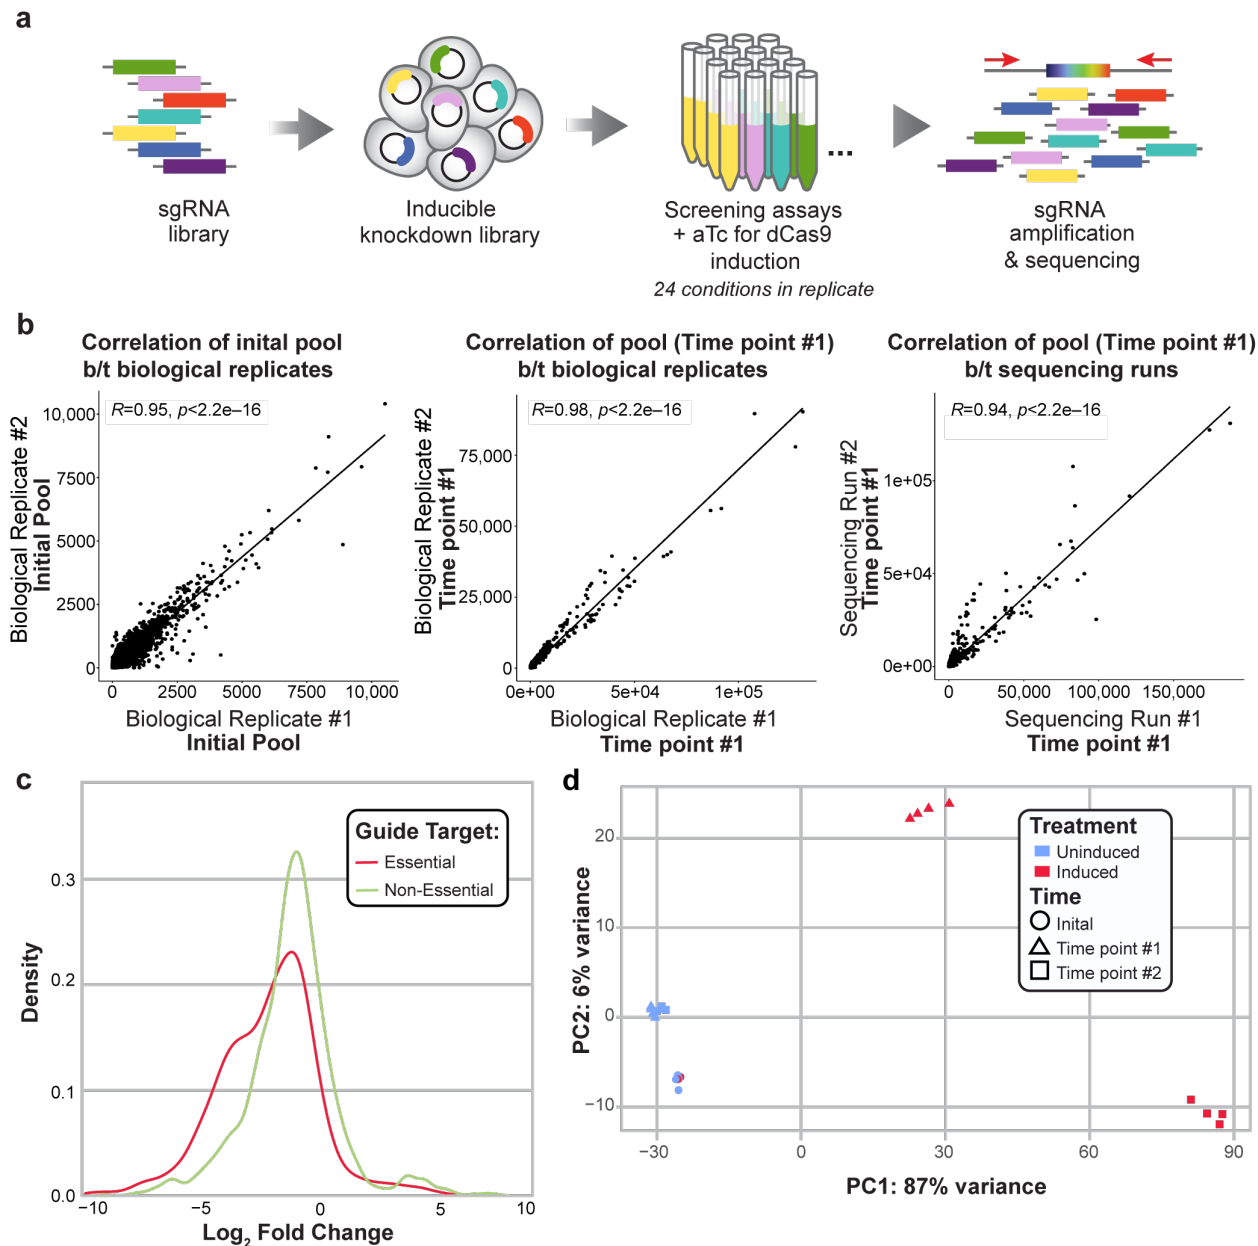 a
sgRNA
library
Inducible
knockdown library
Screening assays
+ aTc for dCas9
induction
24 conditions in replicate
...
sgRNA
amplification
& sequencing
b
Correlation of inital pool
b/t biological replicates
R=0.95, p<2.2e–16
Biological Replicate #2
Initial Pool
10,000
7500
5000
2500
0
0
2500
5000
7500
10,000
Biological Replicate #1
Initial Pool
Correlation of pool (Time point #1)
b/t biological replicates
R=0.98, p<2.2e–16
Biological Replicate #2
Time point #1
75,000
50,000
25,000
0
0e+00
5e+04
1e+05
Biological Replicate #1
Time point #1
Correlation of pool (Time point #1)
b/t sequencing runs
R=0.94, p<2.2e–16
Sequencing Run #2
Time point #1
1e+05
5e+04
0e+00
0
50,000
100,000
150,000
Sequencing Run #1
Time point #1
c
Guide Target:
Essential
Non-Essential
Density
0.3
0.2
0.1
0.0
−10
−5
0
5
10
Log2 Fold Change
d
Treatment
Uninduced
Induced
Time
Inital
Time point #1
Time point #2
PC2: 6% variance
20
10
0
−10
−30
0
30
60
90
PC1: 87% variance